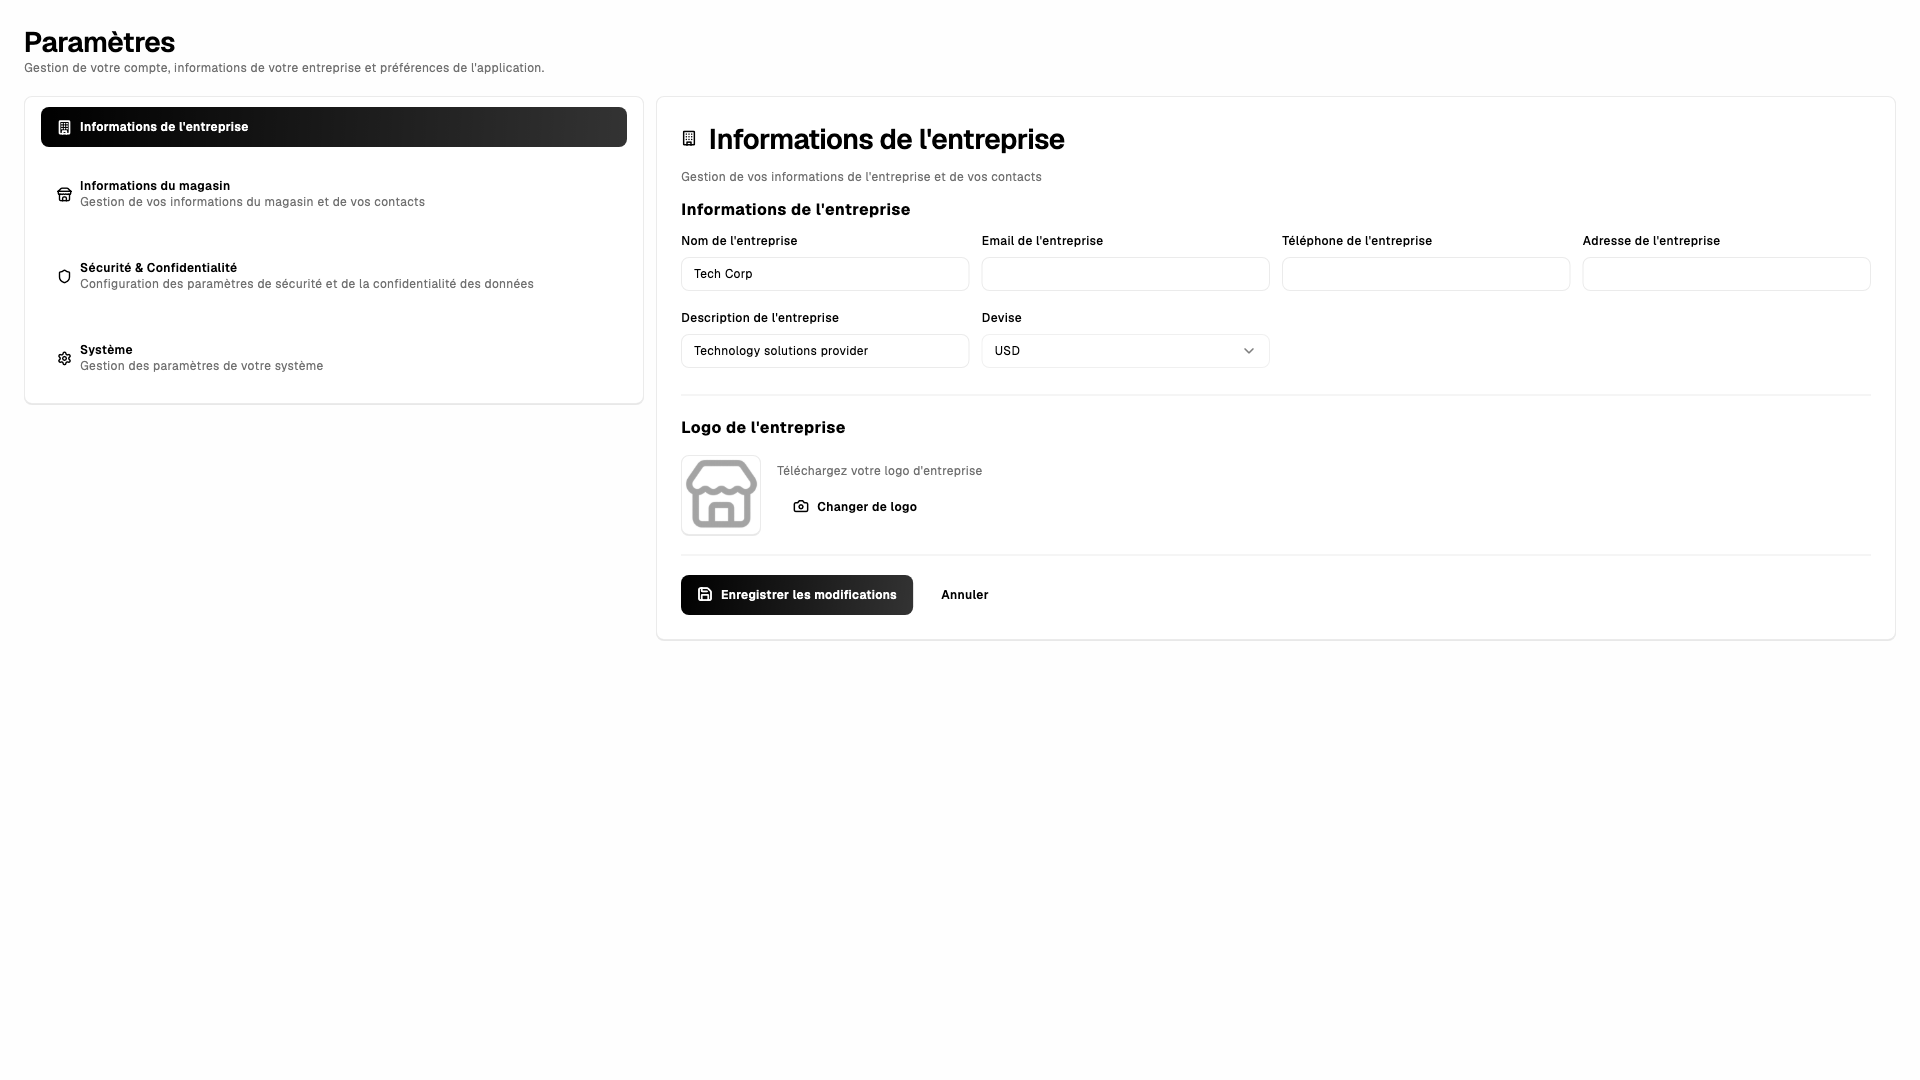 Paramètres
Gestion de votre compte, informations de votre entreprise et préférences de l'application.
Informations de l'entreprise
Informations du magasin
Gestion de vos informations du magasin et de vos contacts
Sécurité & Confidentialité
Configuration des paramètres de sécurité et de la confidentialité des données
Système
Gestion des paramètres de votre système
Informations de l'entreprise
Gestion de vos informations de l'entreprise et de vos contacts
Informations de l'entreprise
Nom de l'entreprise
Tech Corp
Email de l'entreprise
Téléphone de l'entreprise
Adresse de l'entreprise
Description de l'entreprise
Technology solutions provider
Devise
USD
Logo de l'entreprise
Téléchargez votre logo d'entreprise
Changer de logo
Enregistrer les modifications
Annuler